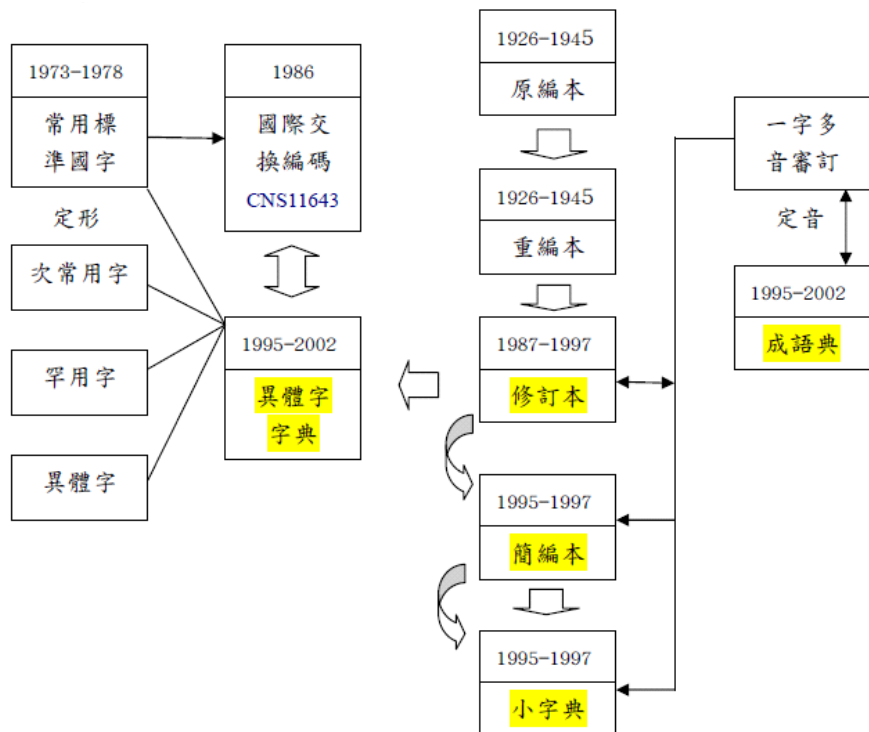 1973-1978
常用標
準國字
定形
次常用字
罕用字
異體字
1986
國際交
換編碼
CNS11643
1995-2002
異體字
字典
1926-1945
原編本
1926-1945
重編本
1987-1997
修訂本
1995-1997
簡編本
1995-1997
小字典
一字多
音審訂
定音
1995-2002
成語典